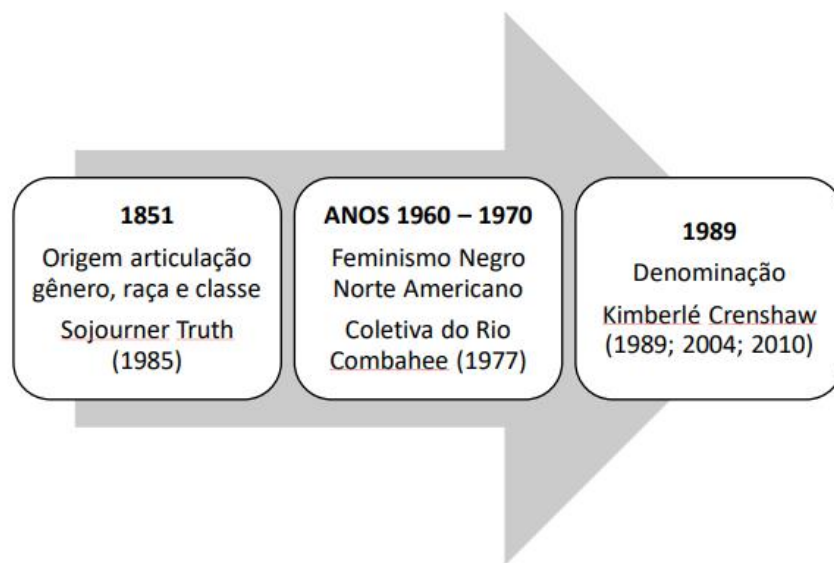 1851
Origem articulação
gênero, raça e classe
Sojourner Truth
(1985)
ANOS 1960 – 1970
Feminismo Negro
Norte Americano
Coletiva do Rio
Combahee (1977)
1989
Denominação
Kimberlé Crenshaw
(1989; 2004; 2010)